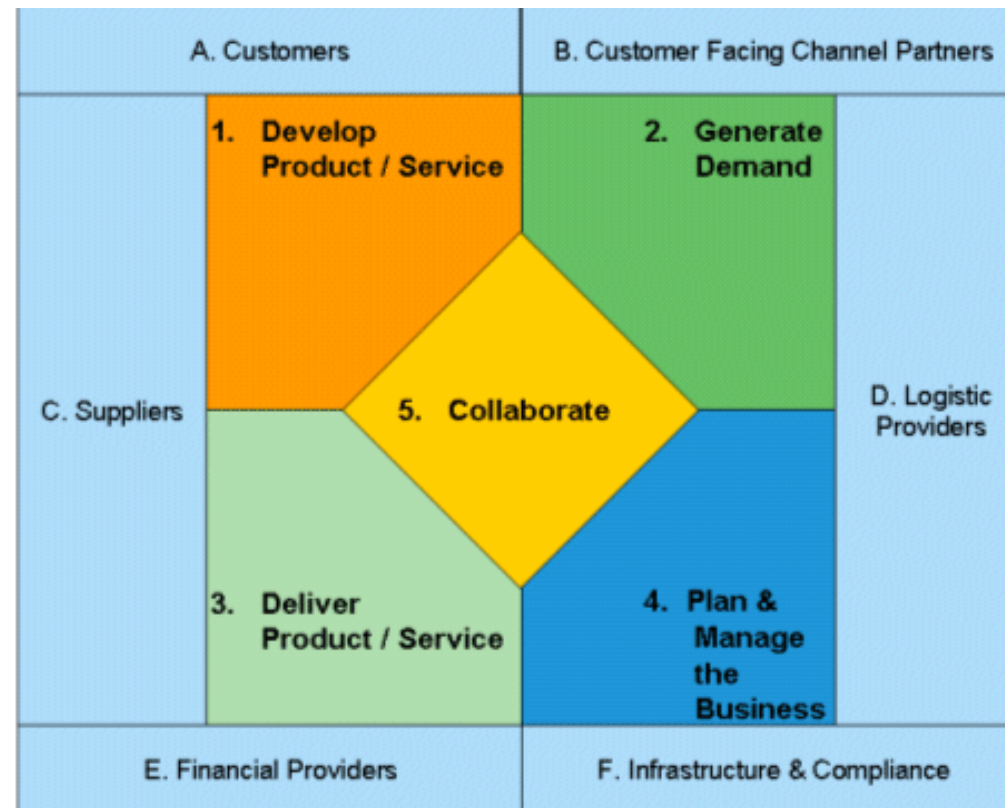 A. Customers
B. Customer Facing Channel Partners
1. Develop
Product / Service
2. Generate
Demand
C. Suppliers
5. Collaborate
D. Logistic
Providers
3. Deliver
Product / Service
4. Plan &
Manage
the
Business
E. Financial Providers
F. Infrastructure & Compliance